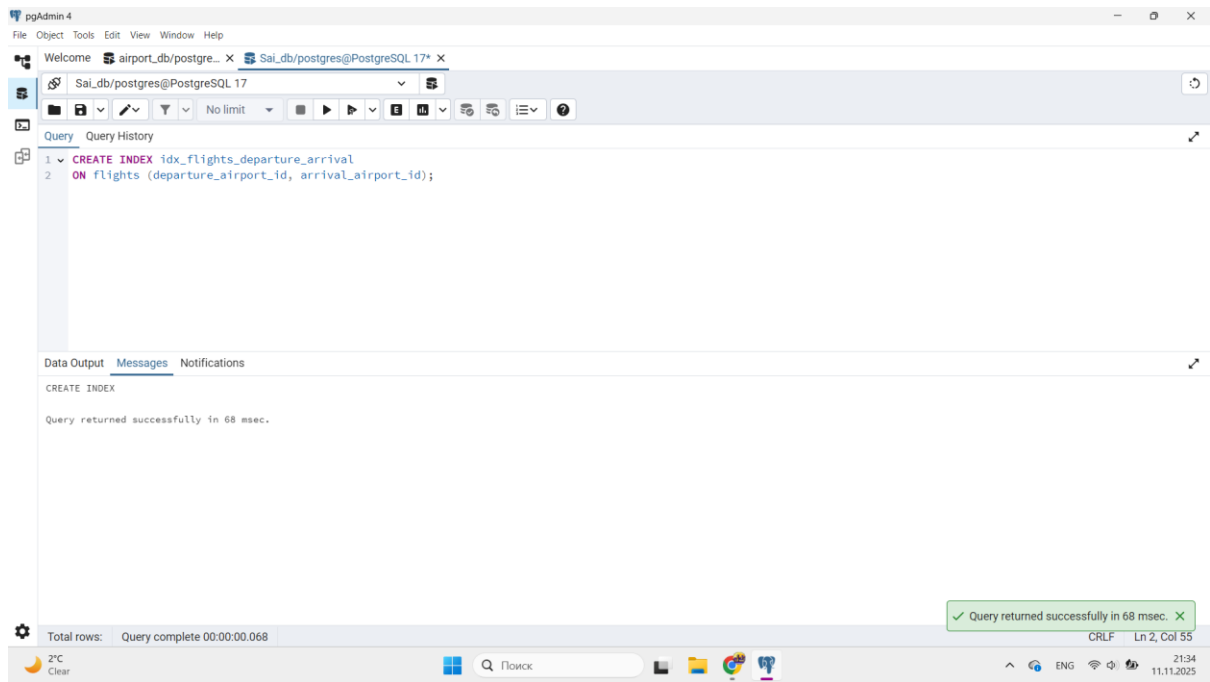 pgAdmin 4
File Object Tools Edit View Window Help
Welcome airport_db/postgre... Sai_db/postgres@PostgreSQL 17*
Sai_db/postgres@PostgreSQL 17
No limit
Query Query History
1 CREATE INDEX idx_flights_departure_arrival
2 ON flights (departure_airport_id, arrival_airport_id);
Data Output Messages Notifications
CREATE INDEX
Query returned successfully in 68 msec.
Query returned successfully in 68 msec.
Total rows: Query complete 00:00:00.068 CRLF Ln 2, Col 55
2°C
Clear
Поиск
ENG
21:34
11.11.2025